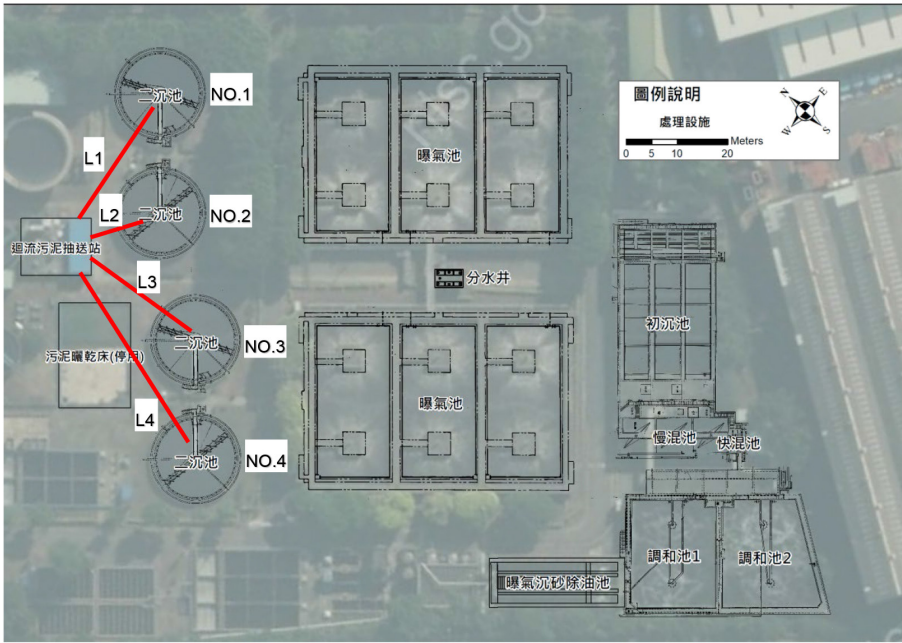 二沉池
NO.1
L1
二沉池
NO.2
L2
迴流污泥抽送站
L3
二沉池
NO.3
污泥曬乾床(停用)
L4
二沉池
NO.4
曝氣池
分水井
曝氣池
圖例說明
處理設施
N
E
W
S
Meters
0 5 10 20
初沉池
慢混池
快混池
調和池1
調和池2
曝氣沉砂除油池